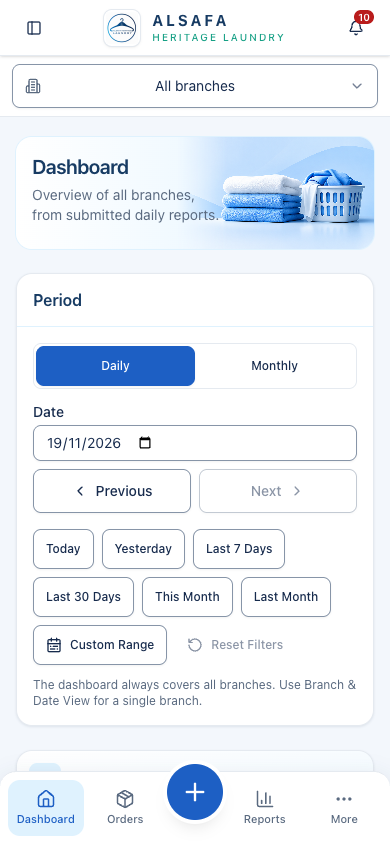 ALSAFA
HERITAGE LAUNDRY
10
All branches
Dashboard
Overview of all branches,
from submitted daily reports.
Period
Daily
Monthly
Date
19/11/2026
Previous
Next
Today
Yesterday
Last 7 Days
Last 30 Days
This Month
Last Month
Custom Range
Reset Filters
The dashboard always covers all branches. Use Branch &
Date View for a single branch.
Dashboard
Orders
Reports
More